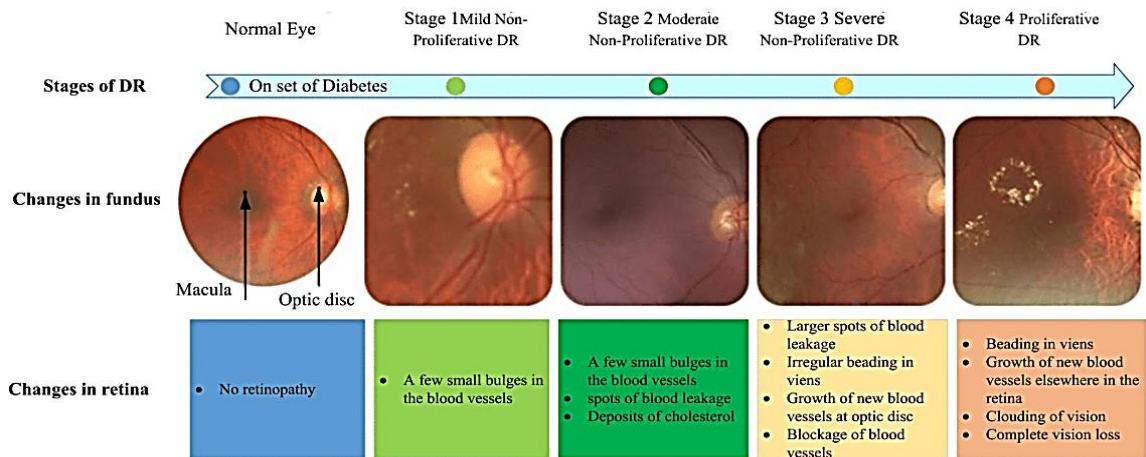 Normal Eye
Stage 1Mild Non-
Proliferative DR
Stage 2 Moderate
Non-Proliferative DR
Stage 3 Severe
Non-Proliferative DR
Stage 4 Proliferative
DR
Stages of DR
On set of Diabetes
Changes in fundus
Macula
Optic disc
Changes in retina
• No retinopathy
• A few small bulges in
the blood vessels
• A few small bulges in
the blood vessels
• spots of blood leakage
• Deposits of cholesterol
• Larger spots of blood
leakage
• Irregular beading in
viens
• Growth of new blood
vessels at optic disc
• Blockage of blood
vessels
• Beading in viens
• Growth of new blood
vessels elsewhere in the
retina
• Clouding of vision
• Complete vision loss